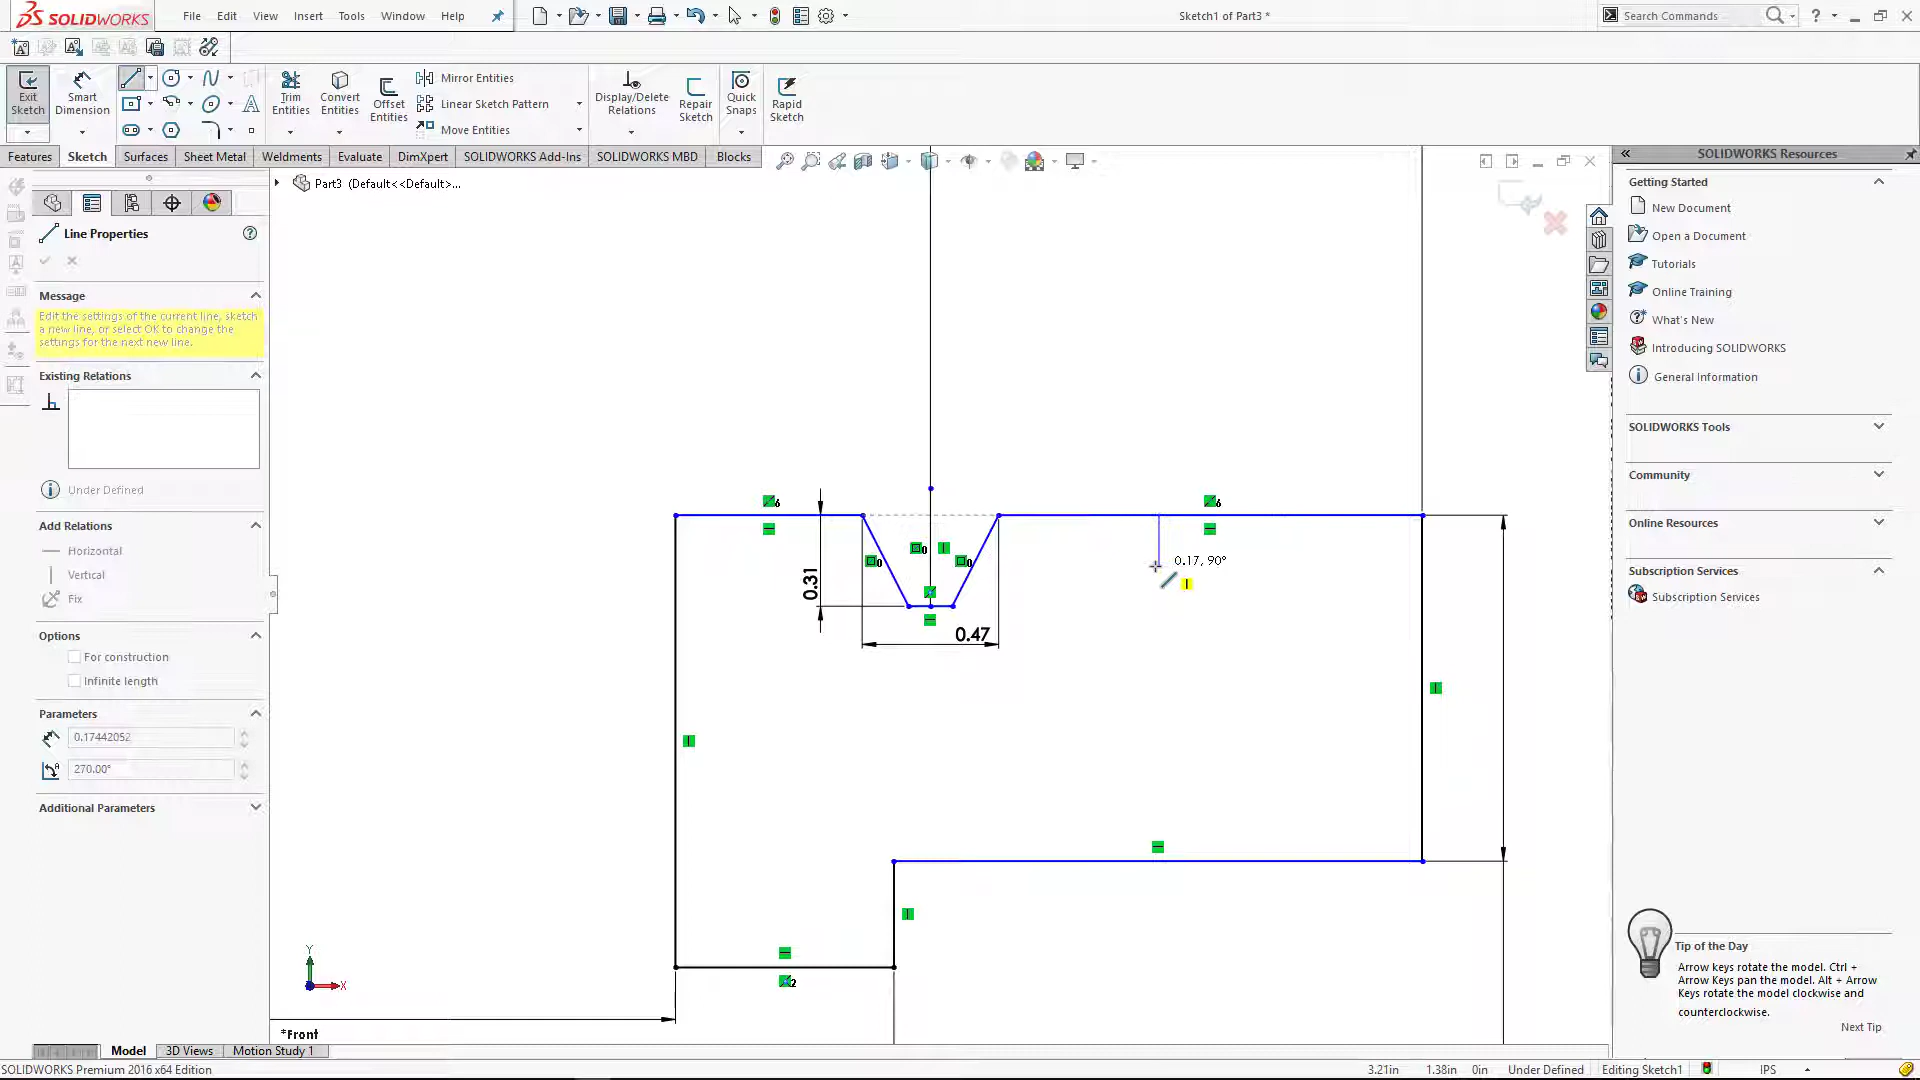 SOLIDWORKS
File Edit View Insert Tools Window Help
Sketch1 of Part3 *
Search Commands
Exit Sketch
Smart Dimension
Trim Entities
Convert Entities
Offset Entities
Mirror Entities
Linear Sketch Pattern
Move Entities
Display/Delete Relations
Repair Sketch
Quick Snaps
Rapid Sketch
Features Sketch Surfaces Sheet Metal Weldments Evaluate DimXpert SOLIDWORKS Add-Ins SOLIDWORKS MBD Blocks
Part3 (Default<<Default>...
Line Properties
Message
Edit the settings of the current line, sketch
a new line, or select OK to change the
settings for the next new line.
Existing Relations
Under Defined
Add Relations
Horizontal
Vertical
Fix
Options
For construction
Infinite length
Parameters
0.17442052
270.00°
Additional Parameters
6
6
0
0
0
0.31
0.47
0.17, 90°
2
Y
X
*Front
SOLIDWORKS Resources
Getting Started
New Document
Open a Document
Tutorials
Online Training
What's New
Introducing SOLIDWORKS
General Information
SOLIDWORKS Tools
Community
Online Resources
Subscription Services
Subscription Services
Tip of the Day
Arrow keys rotate the model. Ctrl +
Arrow Keys pan the model. Alt + Arrow
Keys rotate the model clockwise and
counterclockwise.
Next Tip
Model 3D Views Motion Study 1
SOLIDWORKS Premium 2016 x64 Edition
3.21in 1.38in 0in Under Defined Editing Sketch1 IPS